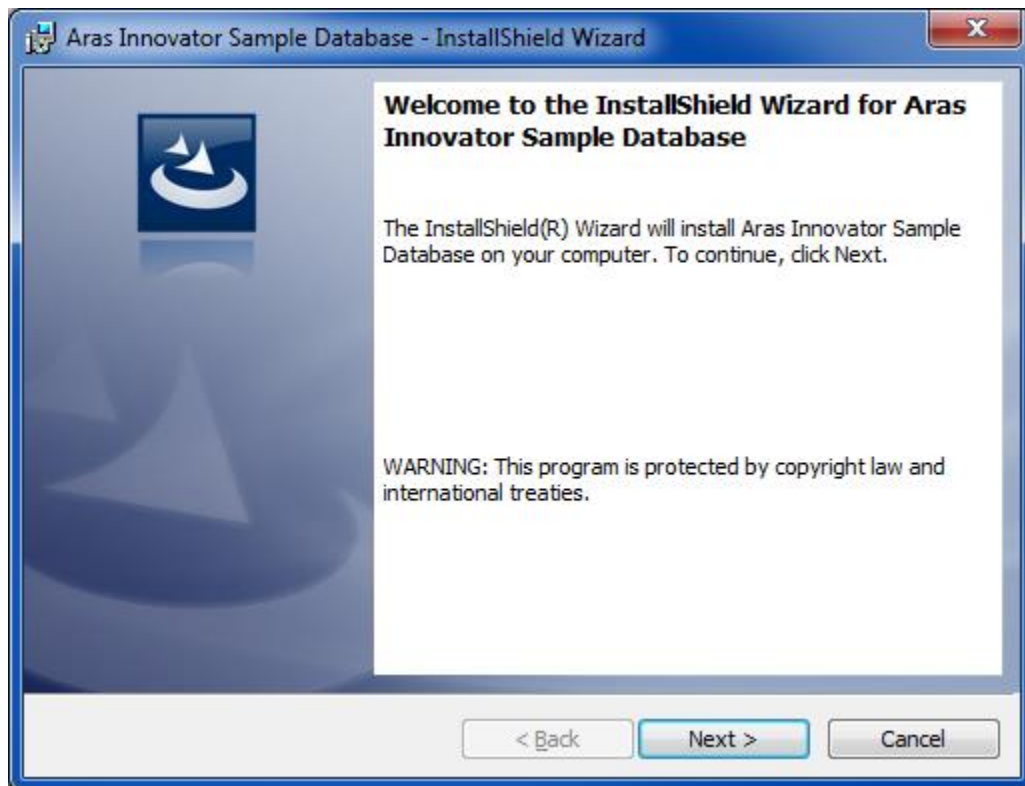 Aras Innovator Sample Database - InstallShield Wizard
Welcome to the InstallShield Wizard for Aras
Innovator Sample Database
The InstallShield(R) Wizard will install Aras Innovator Sample
Database on your computer. To continue, click Next.
WARNING: This program is protected by copyright law and
international treaties.
< Back Next > Cancel